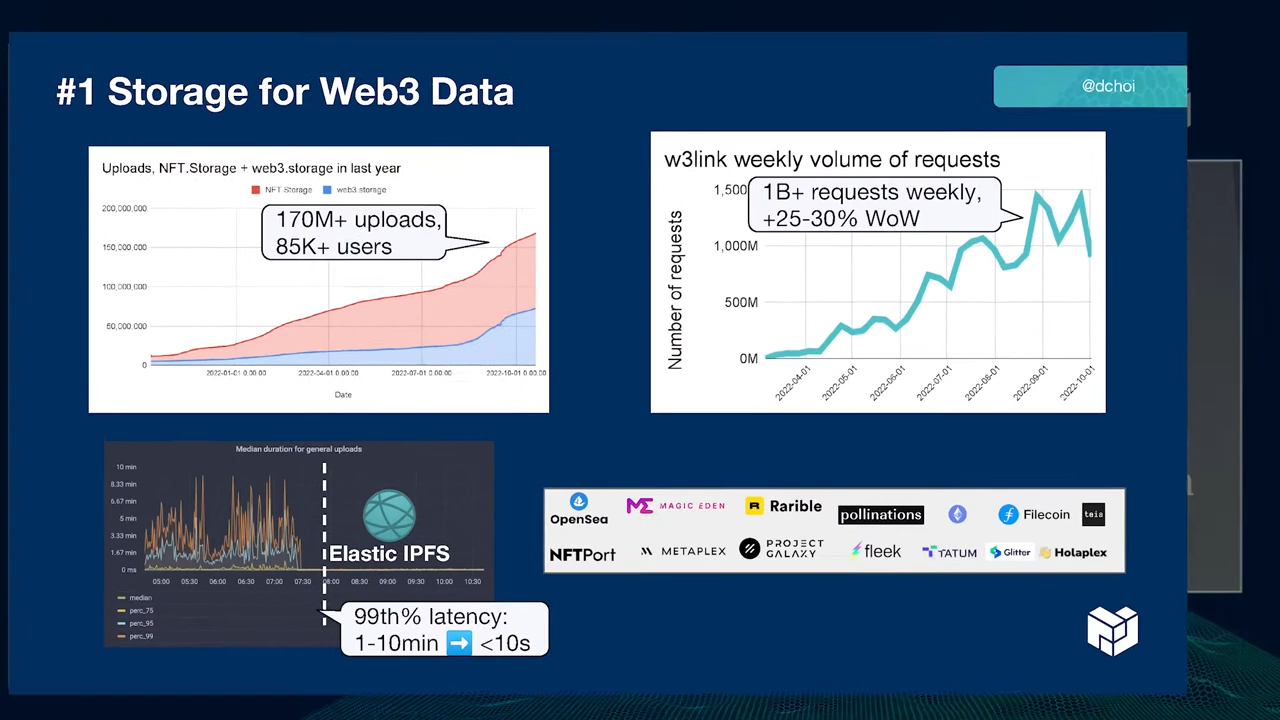 #1 Storage for Web3 Data
@dchoi
Uploads, NFT.Storage + web3.storage in last year
NFT Storage web3.storage
200,000,000
150,000,000
100,000,000
50,000,000
0
170M+ uploads,
85K+ users
2022-01-01 0:00:00 2022-04-01 0:00:00 2022-07-01 0:00:00 2022-10-01 0:00:00
Date
w3link weekly volume of requests
Number of requests
1,500
1,000M
500M
0M
1B+ requests weekly,
+25-30% WoW
2022-04-01 2022-05-01 2022-06-01 2022-07-01 2022-08-01 2022-09-01 2022-10-01
Median duration for general uploads
10 min
8.33 min
6.67 min
5 min
3.33 min
1.67 min
0 ms
05:00 05:30 06:00 06:30 07:00 07:30 08:00 08:30 09:00 09:30 10:00 10:30
Elastic IPFS
median
perc_75
perc_95
perc_99
99th% latency:
1-10min ➡ <10s
OpenSea MAGIC EDEN Rarible pollinations Filecoin teia
NFTPort METAPLEX PROJECT GALAXY fleek TATUM Glitter Holaplex